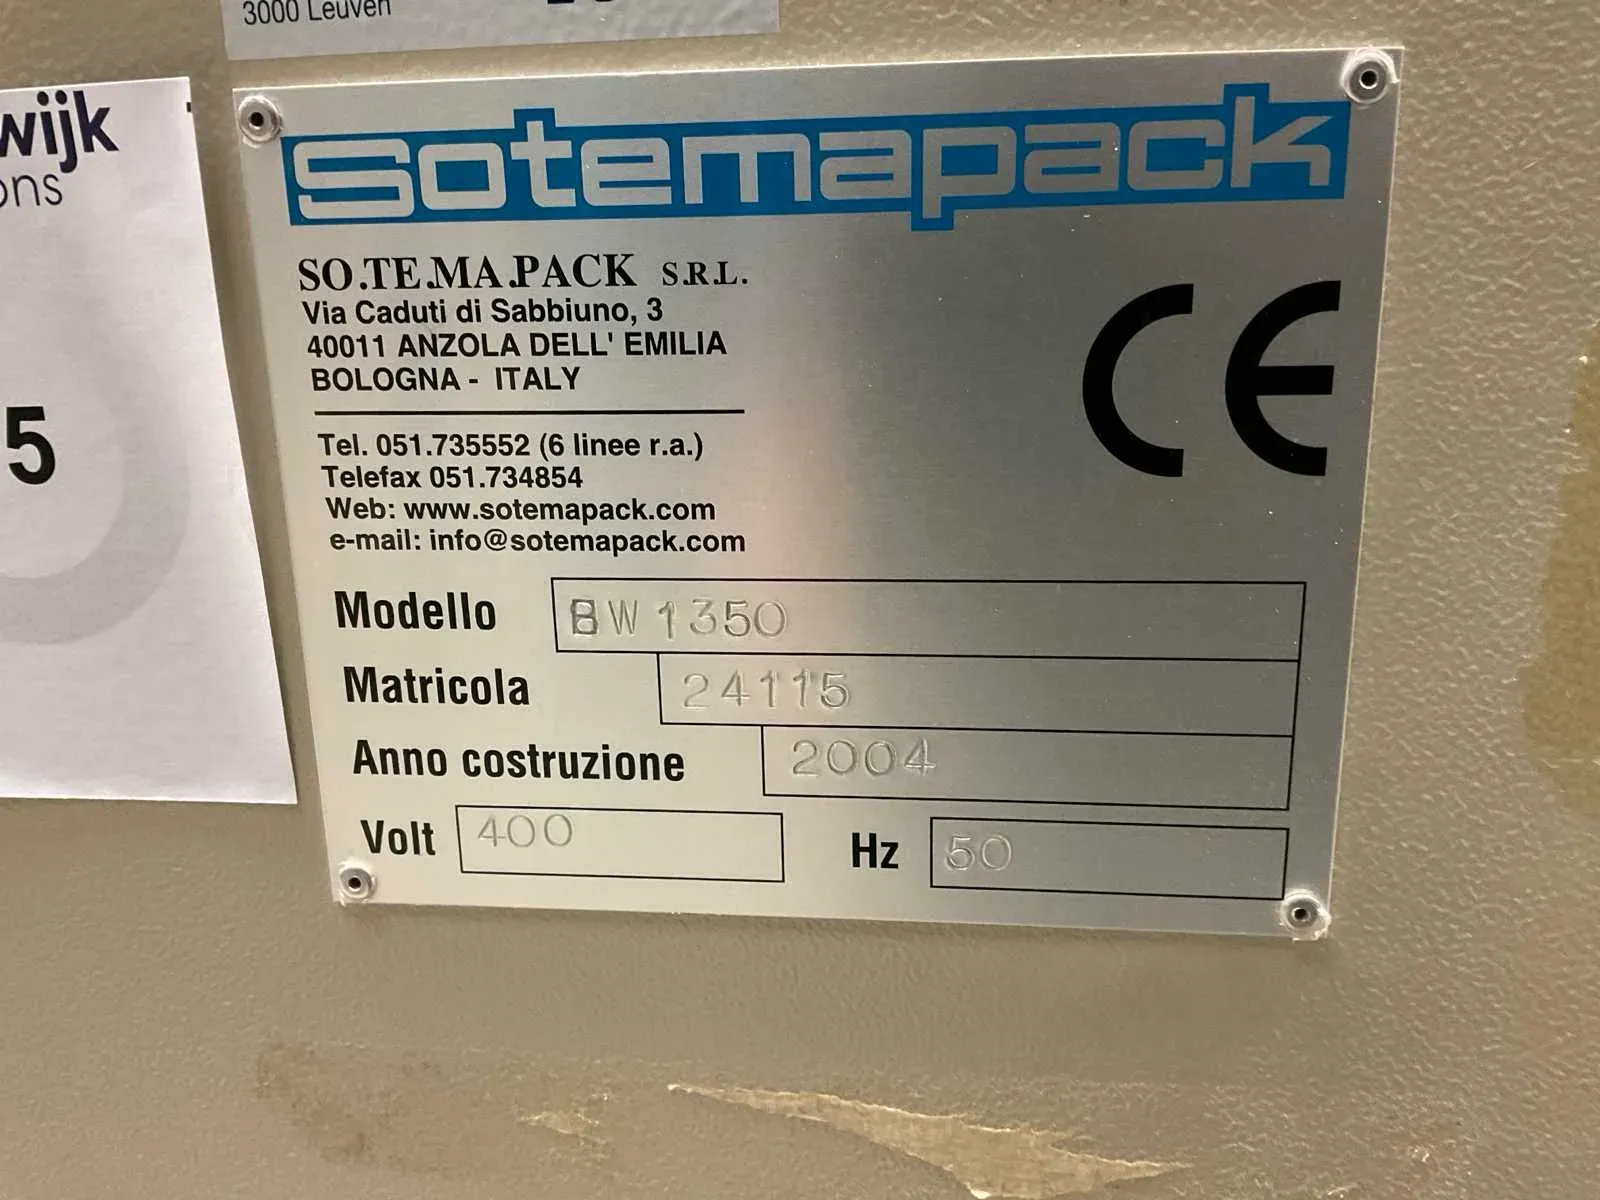 3000 Leuven
wijk
ons
5
sotemapack
SO.TE.MA.PACK S.R.L.
Via Caduti di Sabbiuno, 3
40011 ANZOLA DELL' EMILIA
BOLOGNA - ITALY
CE
Tel. 051.735552 (6 linee r.a.)
Telefax 051.734854
Web: www.sotemapack.com
e-mail: info@sotemapack.com
Modello BW 1350
Matricola 24115
Anno costruzione 2004
Volt 400 Hz 50